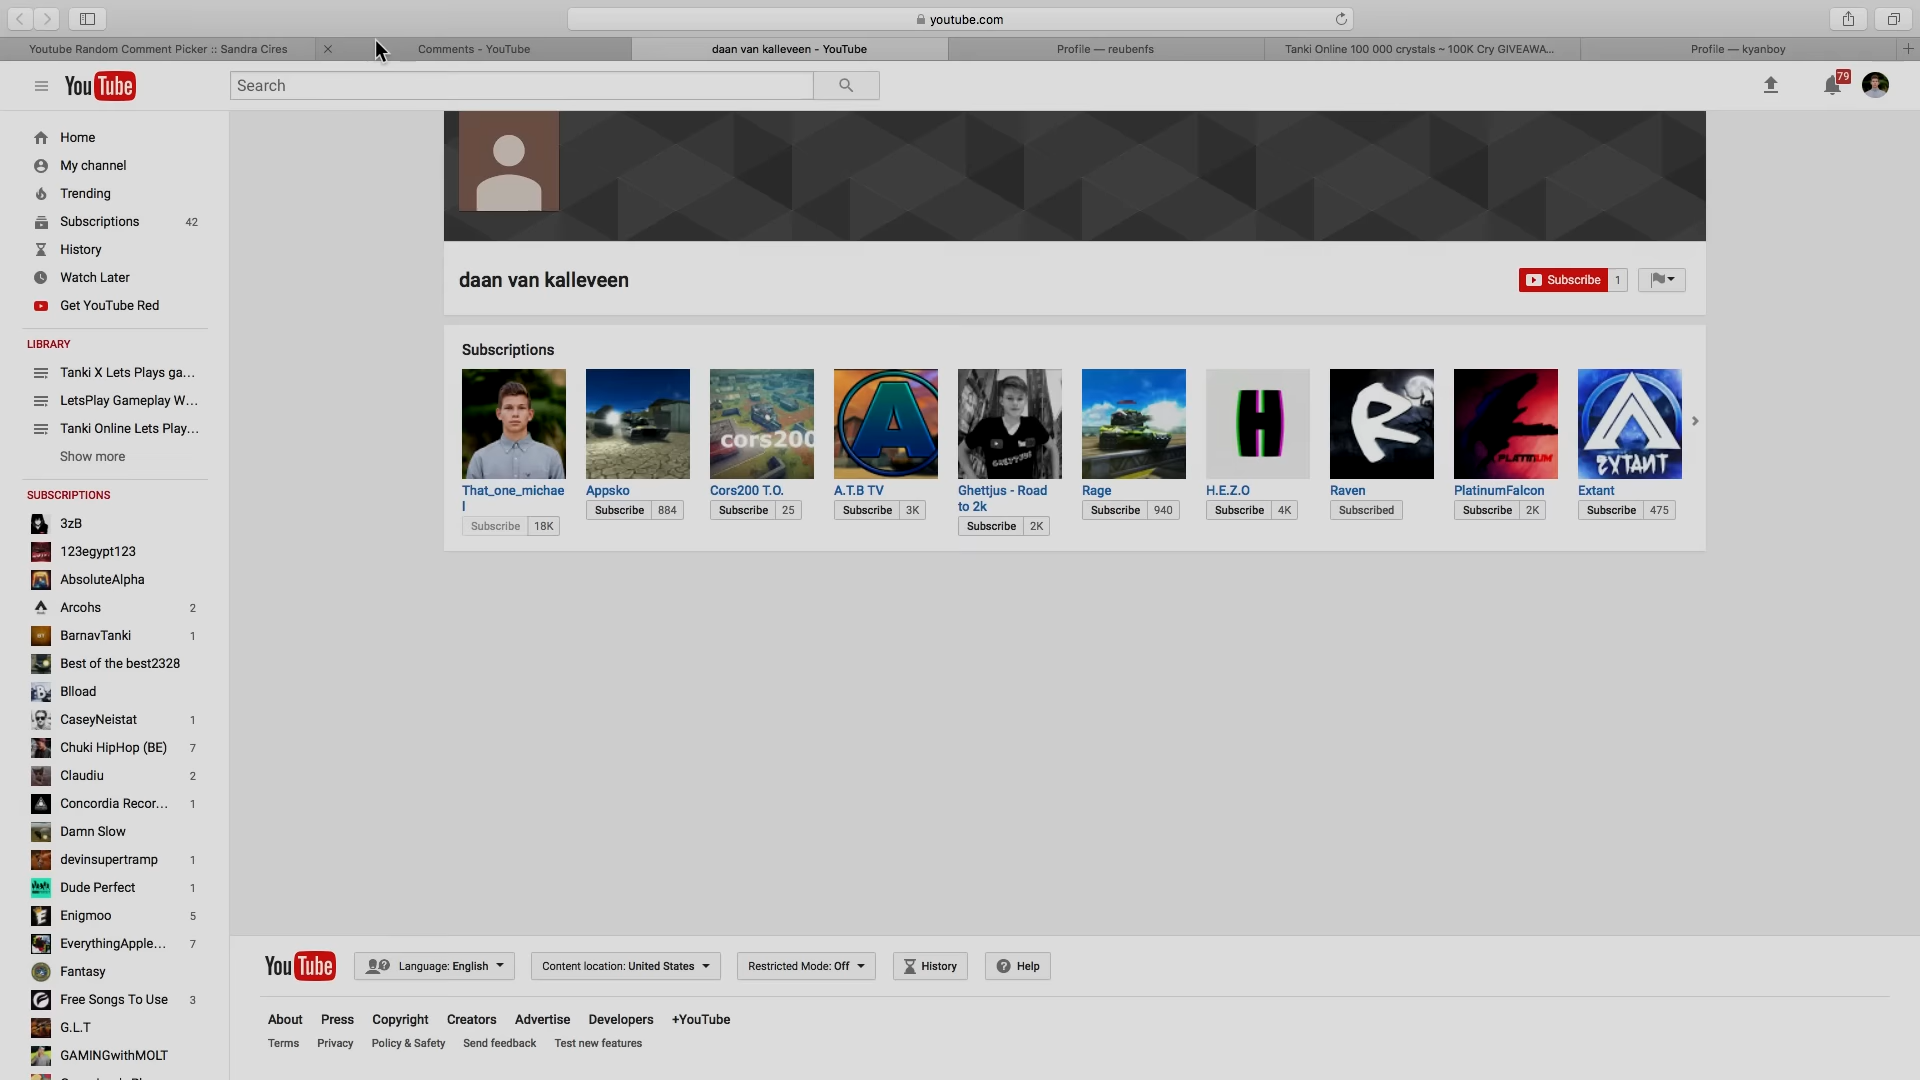 youtube.com
Youtube Random Comment Picker :: Sandra Cires
Comments - YouTube
daan van kalleveen - YouTube
Profile — reubenfs
Tanki Online 100 000 crystals ~ 100K Cry GIVEAWA...
Profile — kyanboy
YouTube
Search
79
Home
My channel
Trending
Subscriptions 42
History
Watch Later
Get YouTube Red
LIBRARY
Tanki X Lets Plays ga...
LetsPlay Gameplay W...
Tanki Online Lets Play...
Show more
SUBSCRIPTIONS
3zB
123egypt123
AbsoluteAlpha
Arcohs 2
BarnavTanki 1
Best of the best2328
Blload
CaseyNeistat 1
Chuki HipHop (BE) 7
Claudiu 2
Concordia Recor... 1
Damn Slow
devinsupertramp 1
Dude Perfect 1
Enigmoo 5
EverythingApple... 7
Fantasy
Free Songs To Use 3
G.L.T
GAMINGwithMOLT
daan van kalleveen
Subscribe 1
Subscriptions
cors200
PLATINUM
EXTANT
That_one_michae
l
Subscribe 18K
Appsko
Subscribe 884
Cors200 T.O.
Subscribe 25
A.T.B TV
Subscribe 3K
Ghettjus - Road
to 2k
Subscribe 2K
Rage
Subscribe 940
H.E.Z.O
Subscribe 4K
Raven
Subscribed
PlatinumFalcon
Subscribe 2K
Extant
Subscribe 475
YouTube
Language: English
Content location: United States
Restricted Mode: Off
History
Help
About Press Copyright Creators Advertise Developers +YouTube
Terms Privacy Policy & Safety Send feedback Test new features